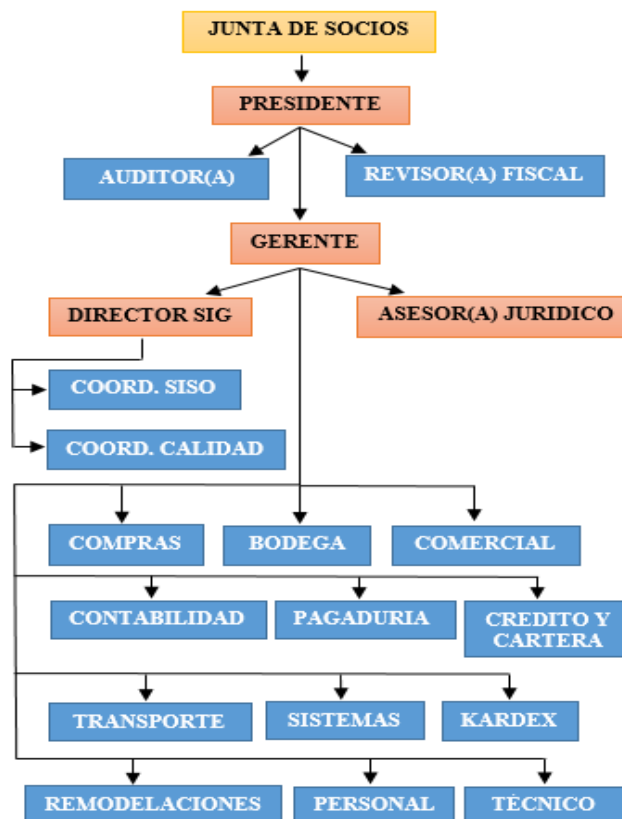 JUNTA DE SOCIOS
PRESIDENTE
AUDITOR(A)
REVISOR(A) FISCAL
GERENTE
DIRECTOR SIG
ASESOR(A) JURIDICO
COORD. SISO
COORD. CALIDAD
COMPRAS
BODEGA
COMERCIAL
CONTABILIDAD
PAGADURIA
CREDITO Y
CARTERA
TRANSPORTE
SISTEMAS
KARDEX
REMODELACIONES
PERSONAL
TÉCNICO